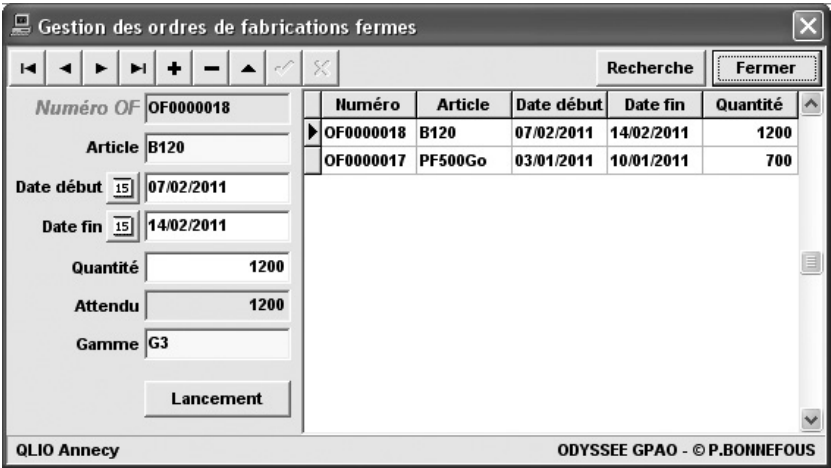 Gestion des ordres de fabrications fermes
Recherche Fermer
Numéro OF OF0000018
Article B120
Date début 15 07/02/2011
Date fin 15 14/02/2011
Quantité 1200
Attendu 1200
Gamme G3
Lancement
Numéro Article Date début Date fin Quantité
OF0000018 B120 07/02/2011 14/02/2011 1200
OF0000017 PF500Go 03/01/2011 10/01/2011 700
QLIO Annecy ODYSSEE GPAO - © P.BONNEFOUS